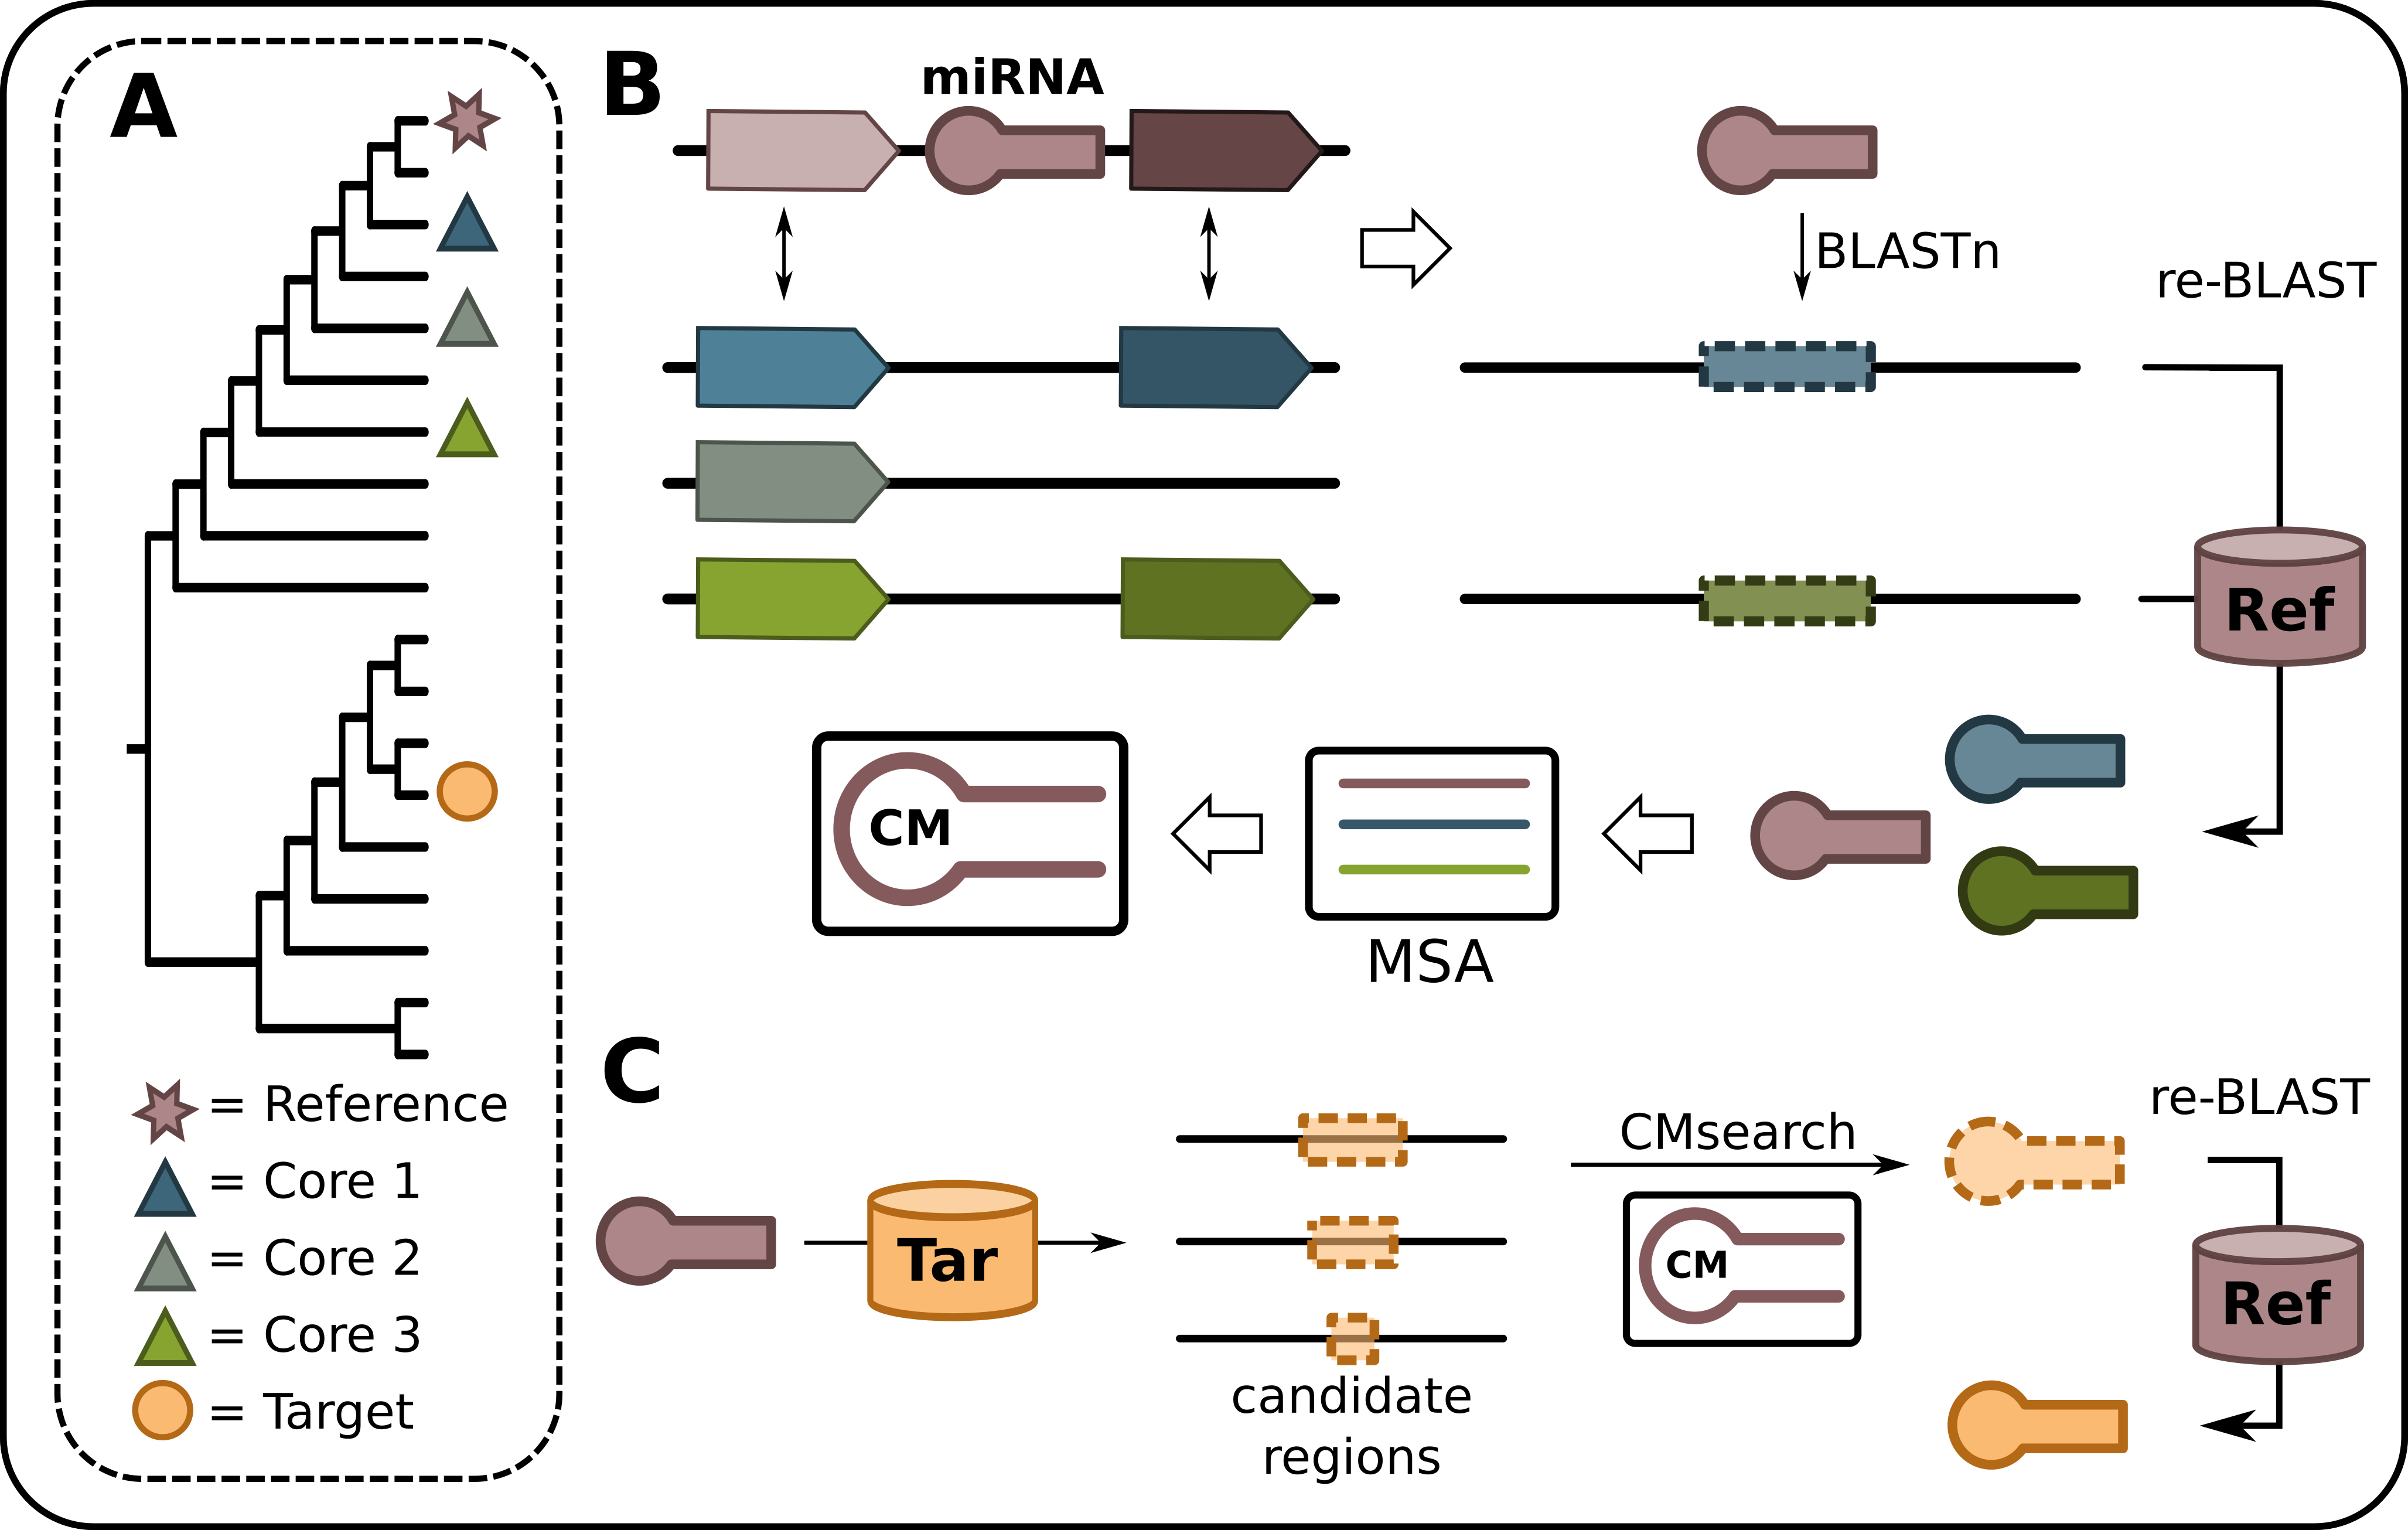 A
= Reference
= Core 1
= Core 2
= Core 3
= Target
B
miRNA
BLASTn
re-BLAST
Ref
CM
MSA
C
Tar
candidate
regions
CMsearch
CM
re-BLAST
Ref